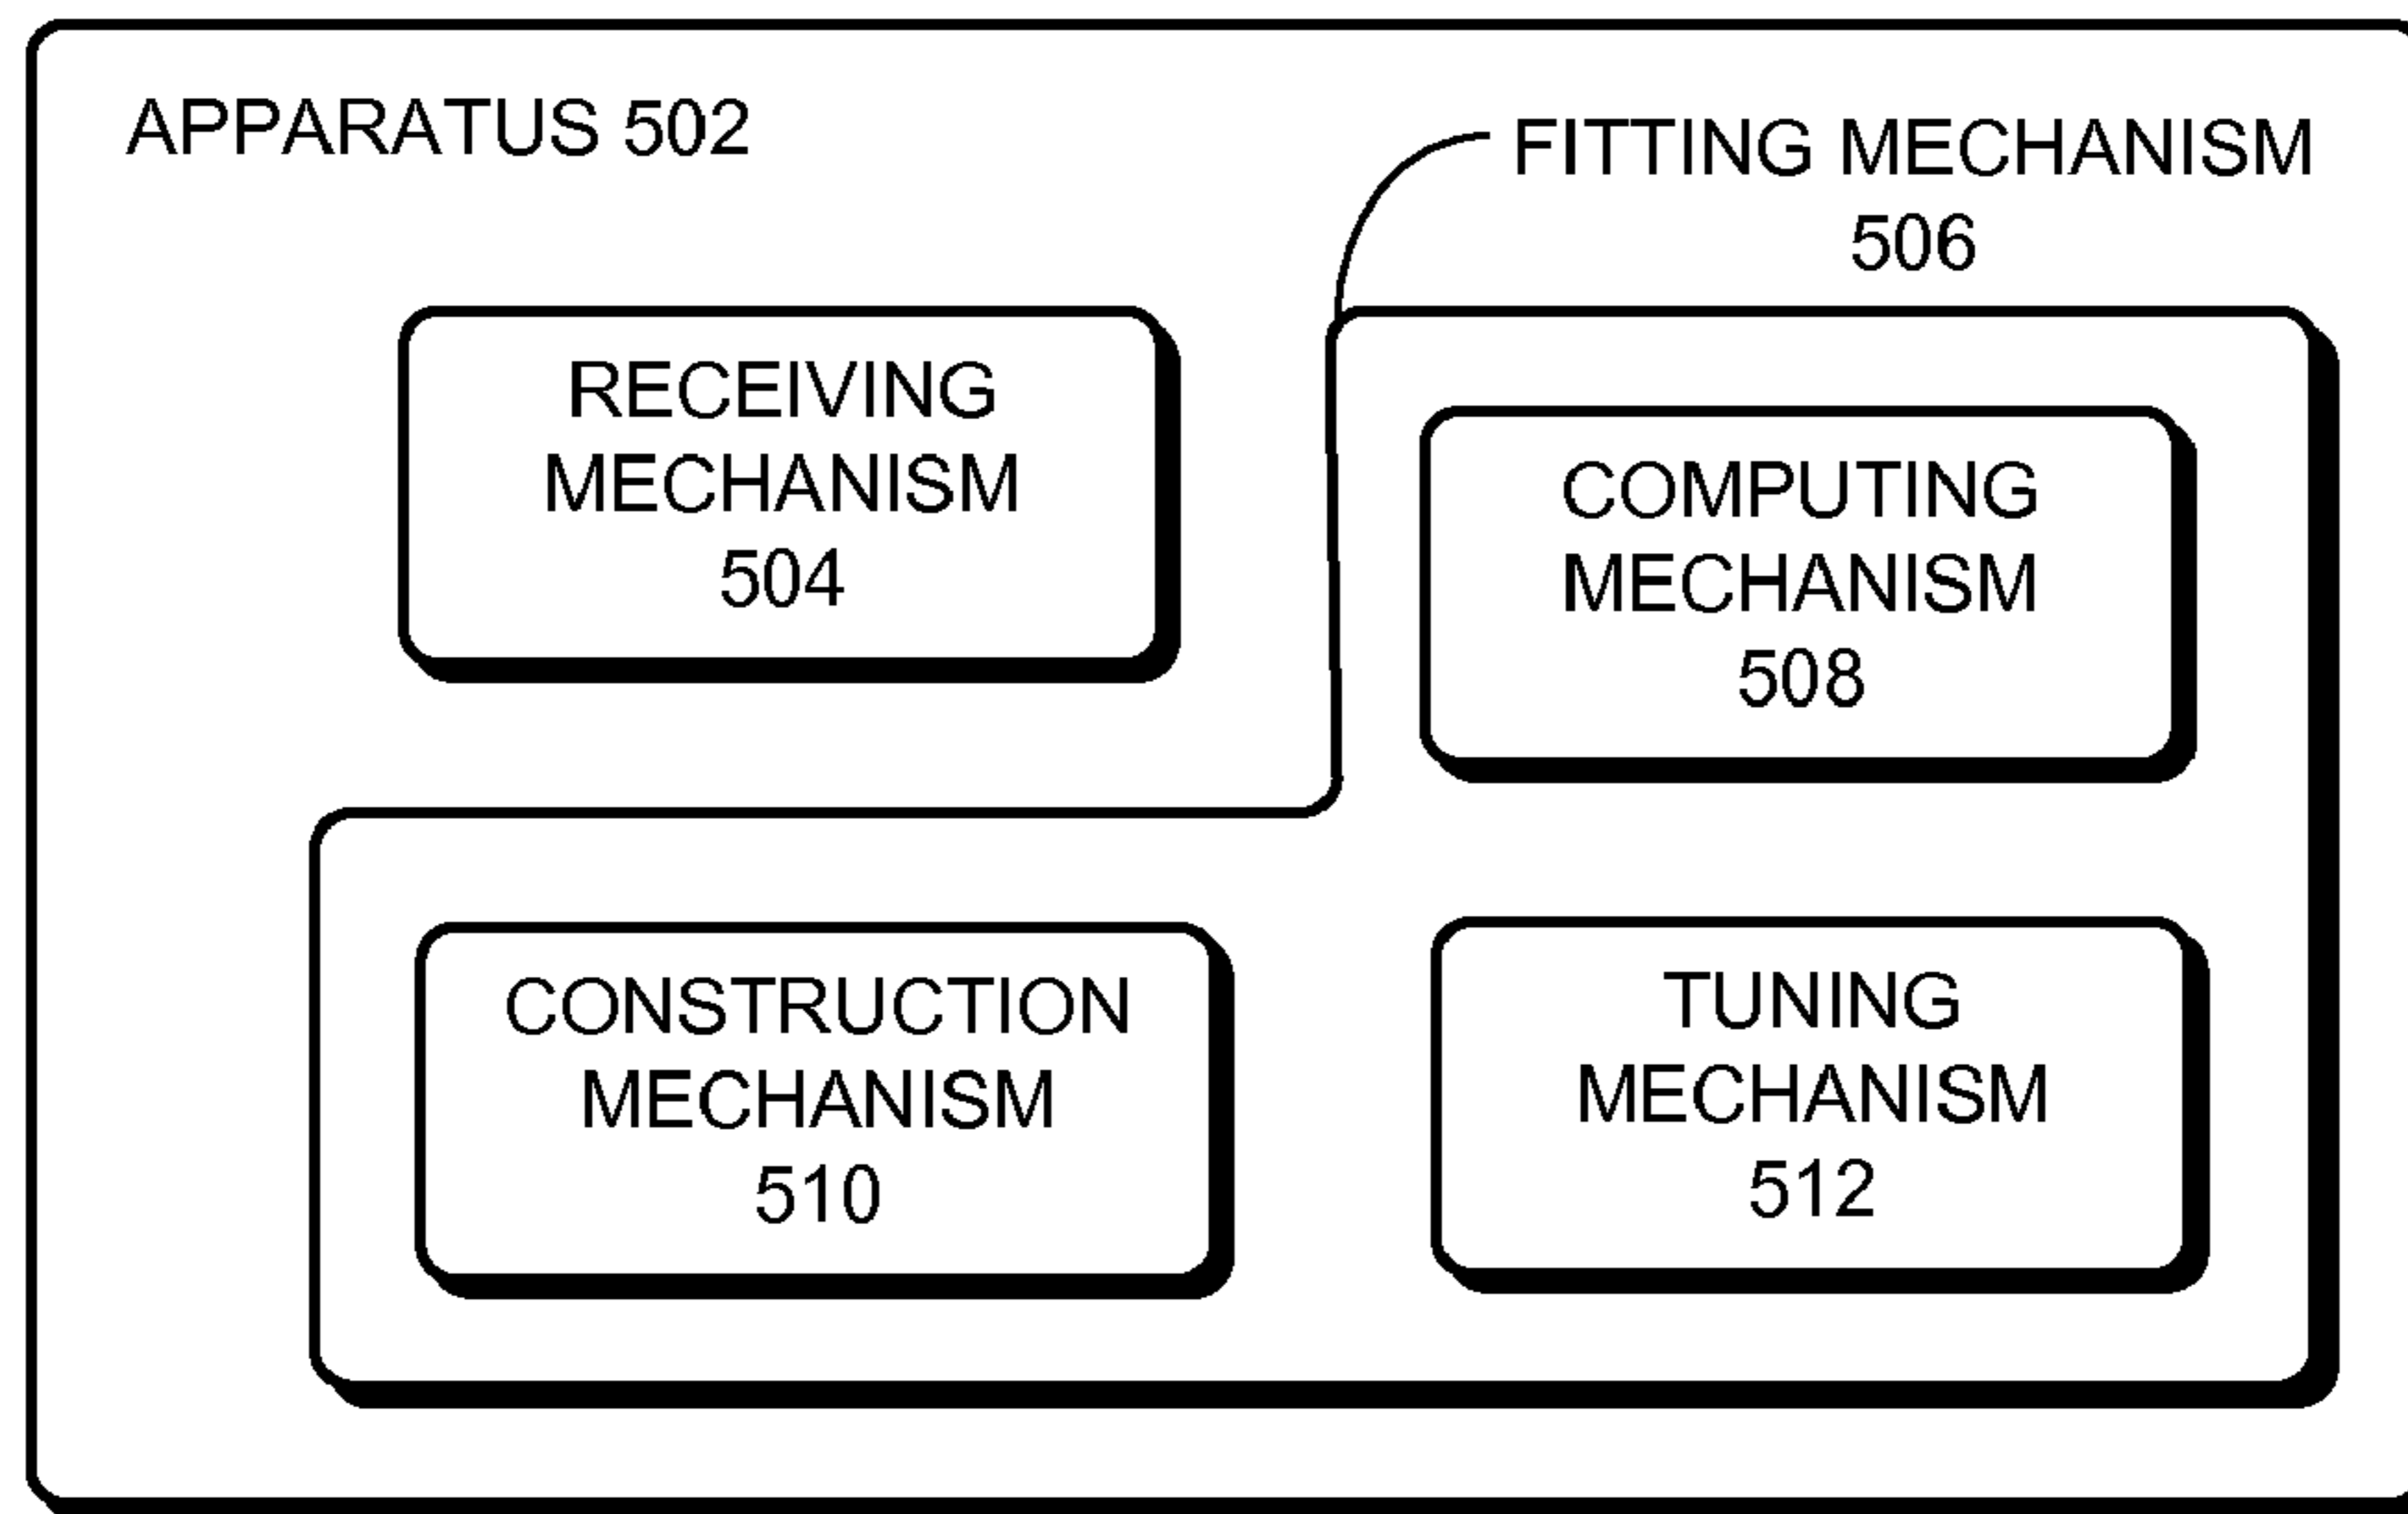 APPARATUS 502
FITTING MECHANISM
506
RECEIVING
MECHANISM
504
COMPUTING
MECHANISM
508
CONSTRUCTION
MECHANISM
510
TUNING
MECHANISM
512